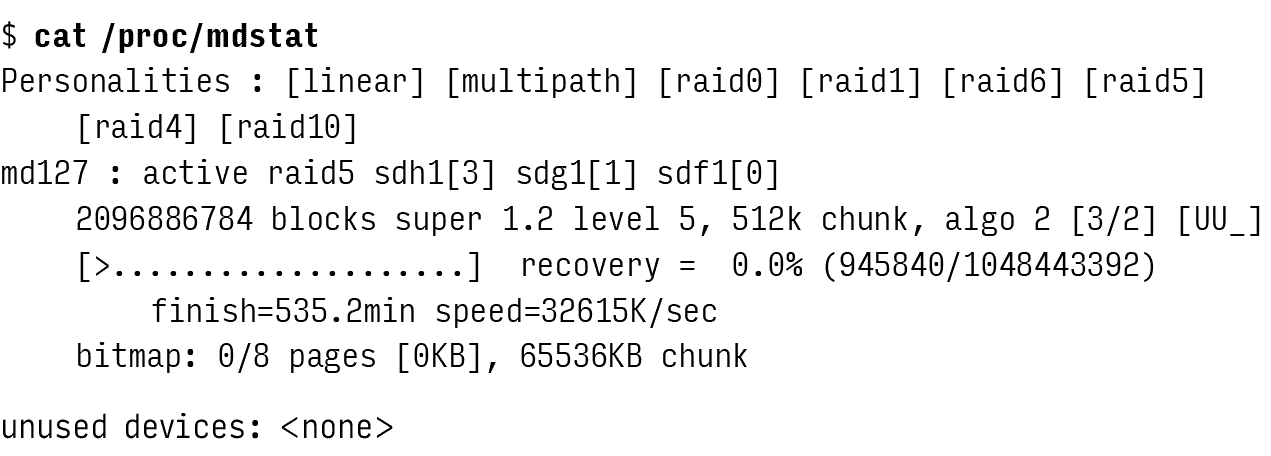 $ cat /proc/mdstat
Personalities : [linear] [multipath] [raid0] [raid1] [raid6] [raid5]
[raid4] [raid10]
md127 : active raid5 sdh1[3] sdg1[1] sdf1[0]
2096886784 blocks super 1.2 level 5, 512k chunk, algo 2 [3/2] [UU_]
[>....................] recovery = 0.0% (945840/1048443392)
finish=535.2min speed=32615K/sec
bitmap: 0/8 pages [0KB], 65536KB chunk
unused devices: <none>